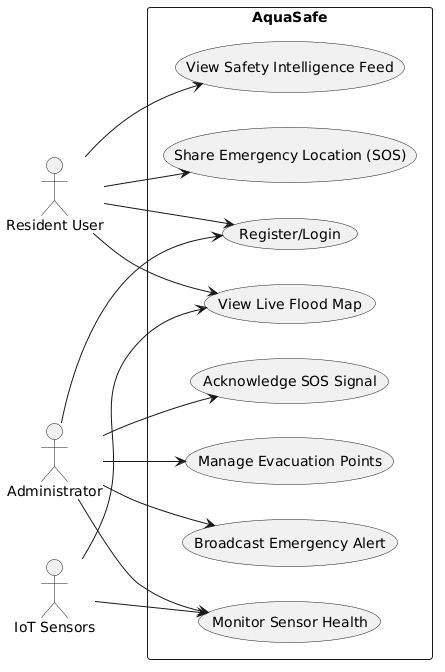 AquaSafe
View Safety Intelligence Feed
Share Emergency Location (SOS)
Resident User
Register/Login
View Live Flood Map
Acknowledge SOS Signal
Manage Evacuation Points
Administrator
Broadcast Emergency Alert
Monitor Sensor Health
IoT Sensors